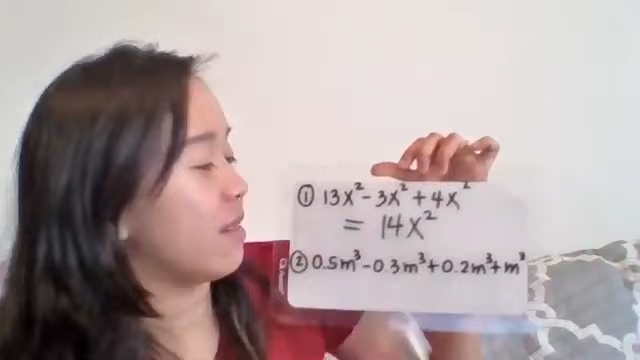 ① 13x² - 3x² + 4x²
= 14x²
② 0.5m³ - 0.3m³ + 0.2m³ + m³